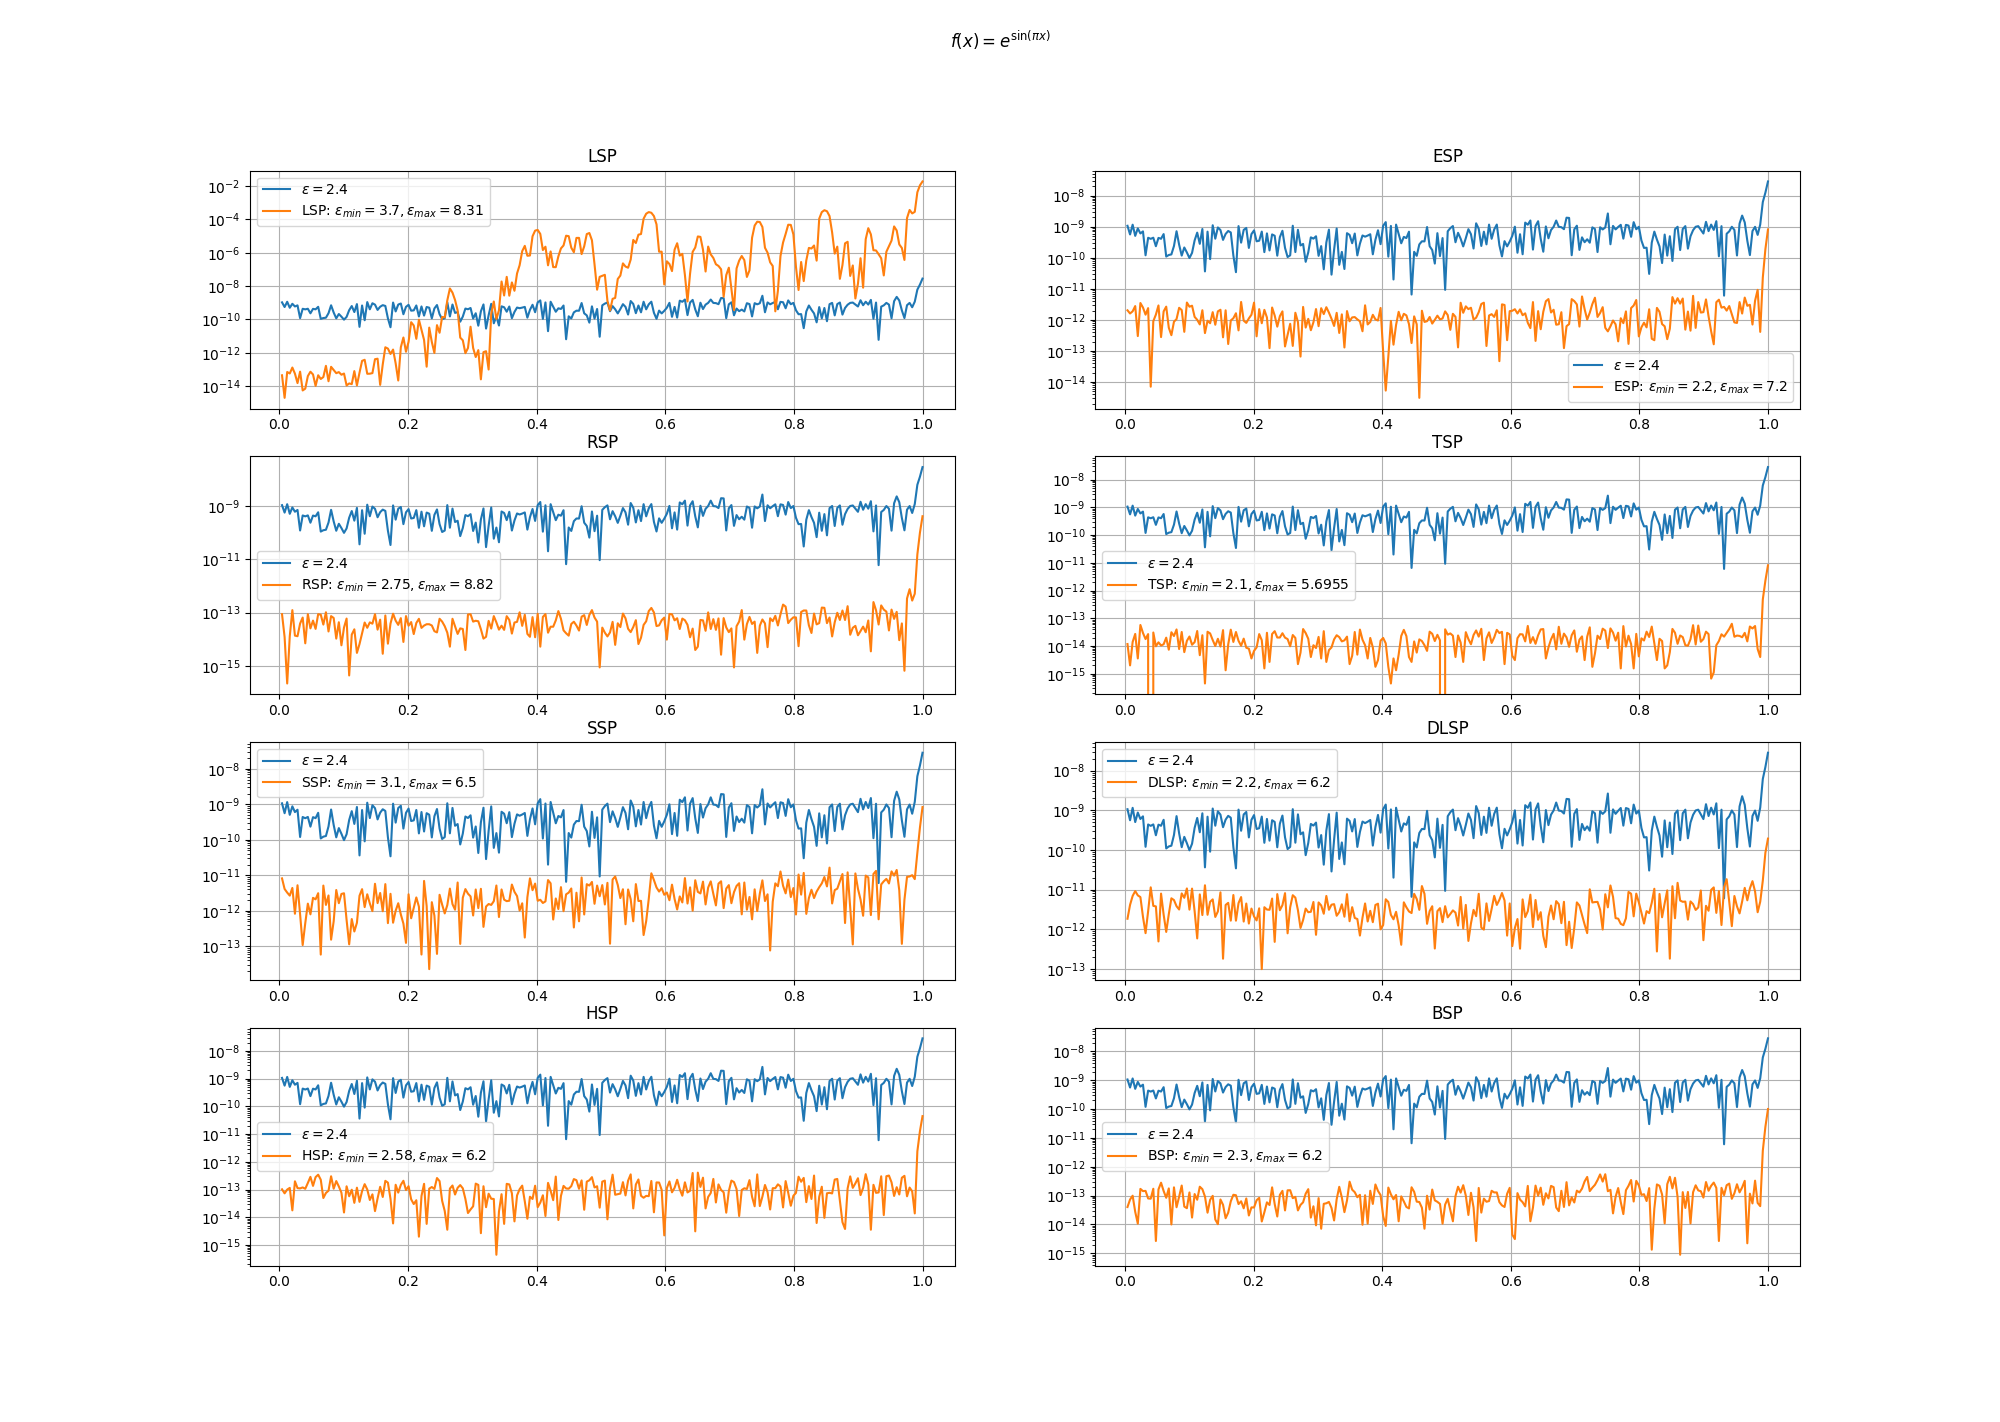 f(x) = e^{sin(πx)}
LSP
10⁻²
10⁻⁴
10⁻⁶
10⁻⁸
10⁻¹⁰
10⁻¹²
10⁻¹⁴
ε = 2.4
LSP: ε_min = 3.7, ε_max = 8.31
0.0 0.2 0.4 0.6 0.8 1.0
ESP
10⁻⁸
10⁻⁹
10⁻¹⁰
10⁻¹¹
10⁻¹²
10⁻¹³
10⁻¹⁴
ε = 2.4
ESP: ε_min = 2.2, ε_max = 7.2
0.0 0.2 0.4 0.6 0.8 1.0
RSP
10⁻⁹
10⁻¹¹
10⁻¹³
10⁻¹⁵
ε = 2.4
RSP: ε_min = 2.75, ε_max = 8.82
0.0 0.2 0.4 0.6 0.8 1.0
TSP
10⁻⁸
10⁻⁹
10⁻¹⁰
10⁻¹¹
10⁻¹²
10⁻¹³
10⁻¹⁴
10⁻¹⁵
ε = 2.4
TSP: ε_min = 2.1, ε_max = 5.6955
0.0 0.2 0.4 0.6 0.8 1.0
SSP
10⁻⁸
10⁻⁹
10⁻¹⁰
10⁻¹¹
10⁻¹²
10⁻¹³
ε = 2.4
SSP: ε_min = 3.1, ε_max = 6.5
0.0 0.2 0.4 0.6 0.8 1.0
DLSP
10⁻⁸
10⁻⁹
10⁻¹⁰
10⁻¹¹
10⁻¹²
10⁻¹³
ε = 2.4
DLSP: ε_min = 2.2, ε_max = 6.2
0.0 0.2 0.4 0.6 0.8 1.0
HSP
10⁻⁸
10⁻⁹
10⁻¹⁰
10⁻¹¹
10⁻¹²
10⁻¹³
10⁻¹⁴
10⁻¹⁵
ε = 2.4
HSP: ε_min = 2.58, ε_max = 6.2
0.0 0.2 0.4 0.6 0.8 1.0
BSP
10⁻⁸
10⁻⁹
10⁻¹⁰
10⁻¹¹
10⁻¹²
10⁻¹³
10⁻¹⁴
10⁻¹⁵
ε = 2.4
BSP: ε_min = 2.3, ε_max = 6.2
0.0 0.2 0.4 0.6 0.8 1.0